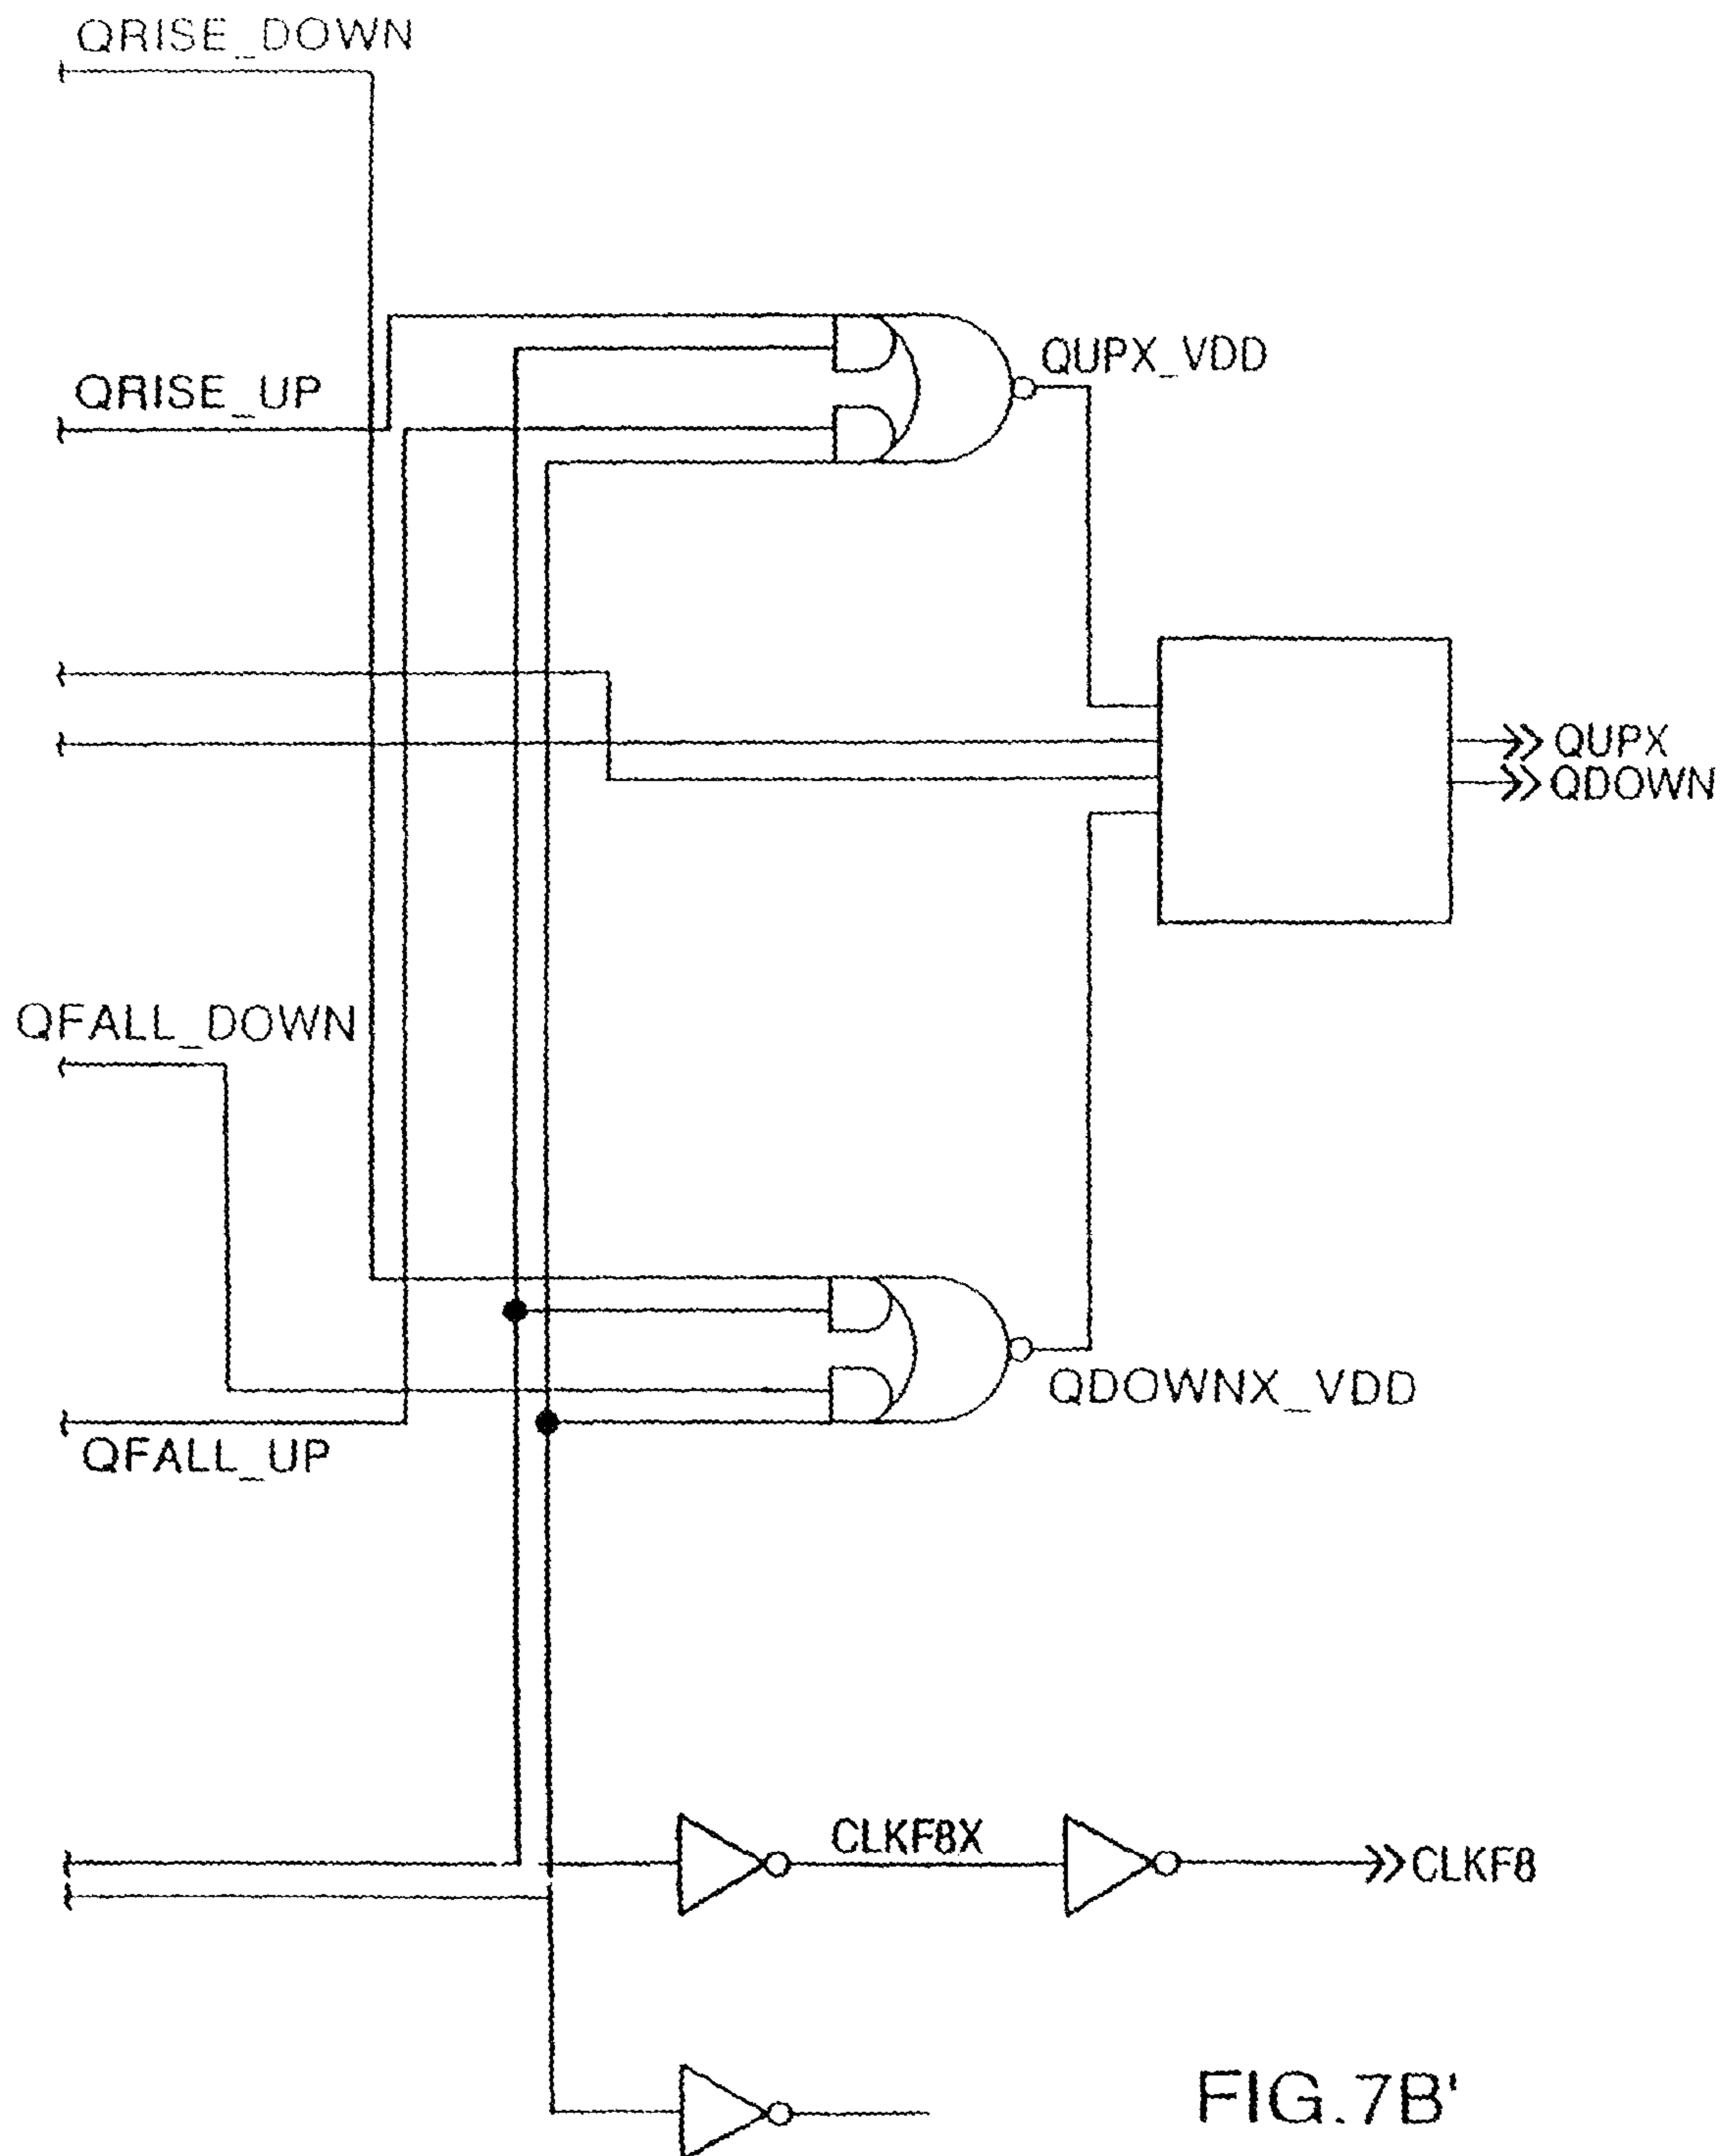 QRISE_DOWN
QUPX_VDD
QRISE_UP
QUPX
QDOWN
QFALL_DOWN
QDOWNX_VDD
QFALL_UP
CLKF8X
CLKF8
FIG.7B'